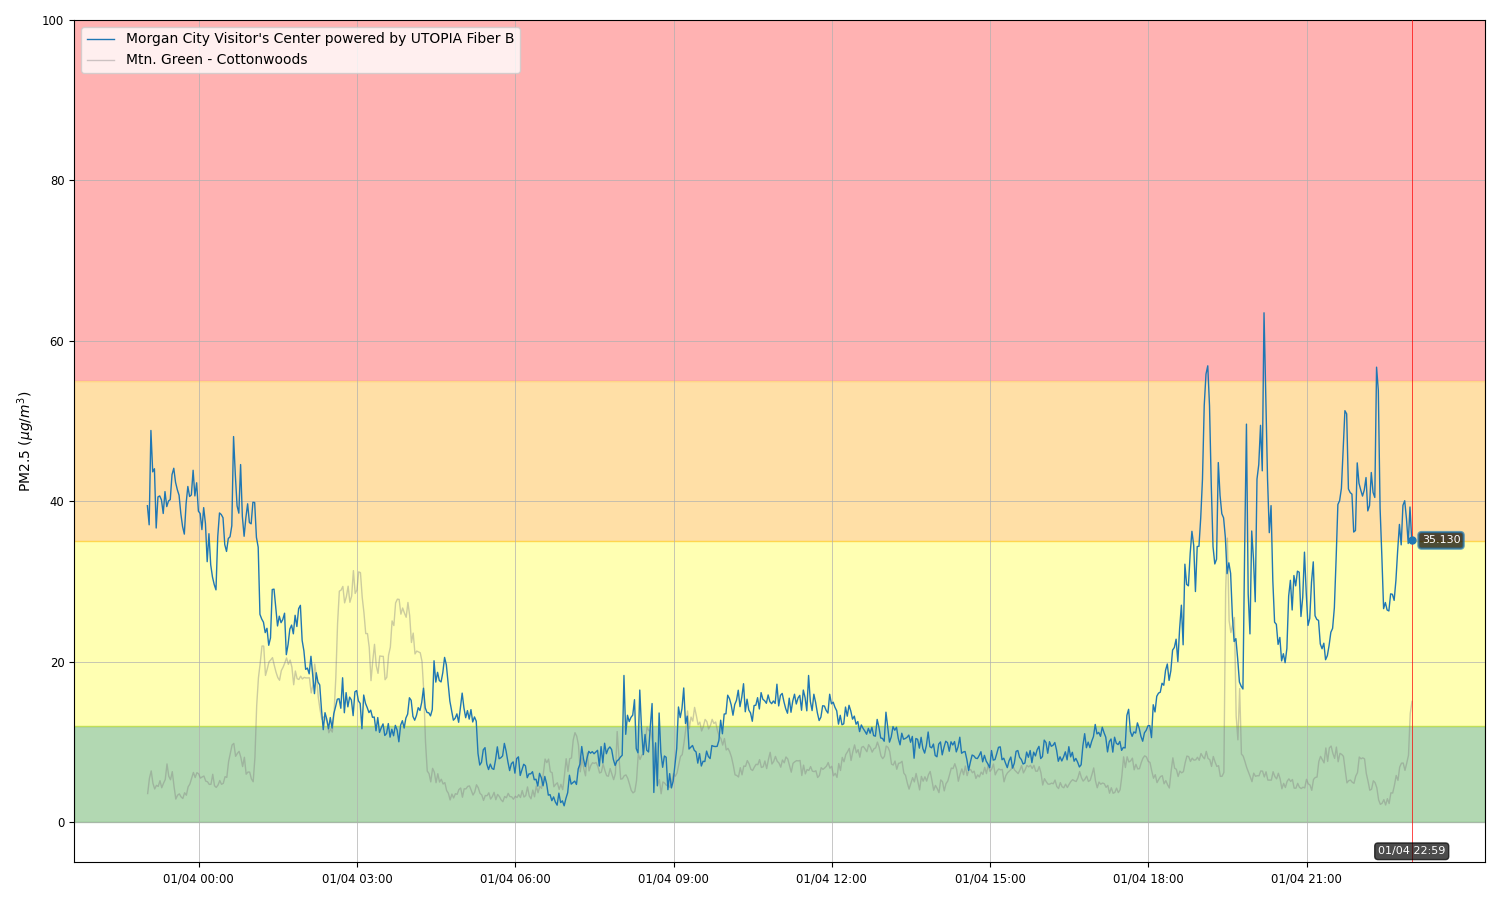 100
Morgan City Visitor's Center powered by UTOPIA Fiber B
Mtn. Green - Cottonwoods
80
60
40
20
0
PM2.5 (μg/m³)
35.130
01/04 22:59
01/04 00:00 01/04 03:00 01/04 06:00 01/04 09:00 01/04 12:00 01/04 15:00 01/04 18:00 01/04 21:00